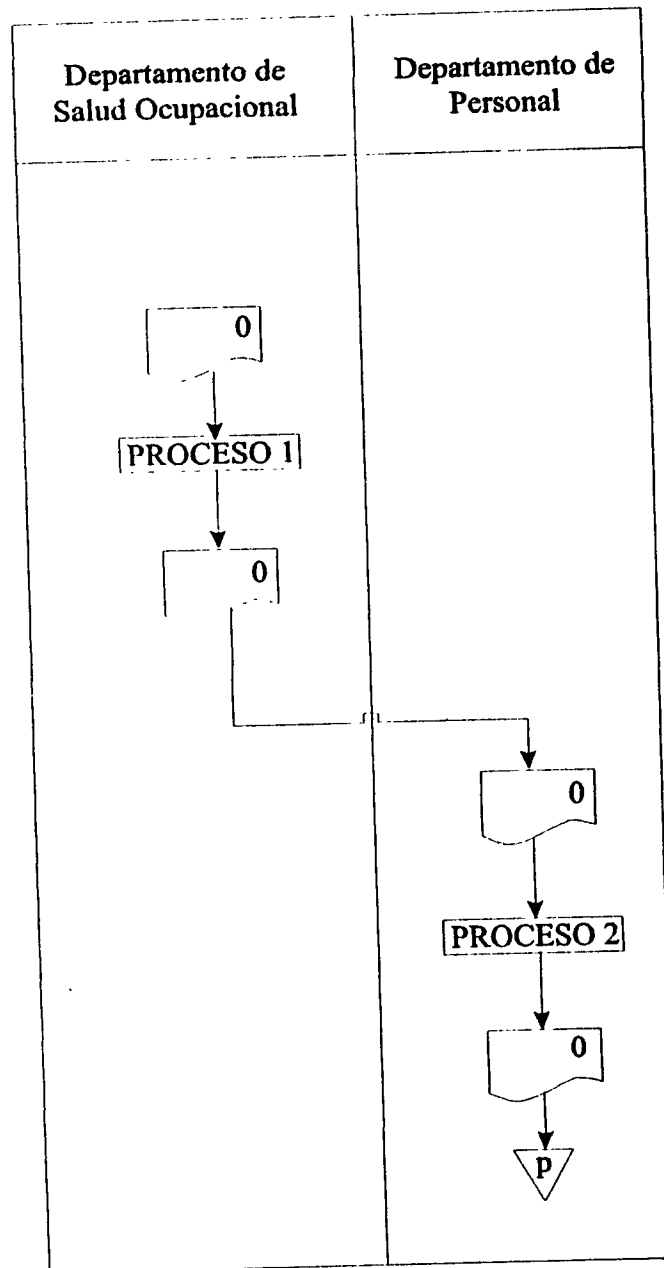 Departamento de
Salud Ocupacional
Departamento de
Personal
0
PROCESO 1
0
0
PROCESO 2
0
p